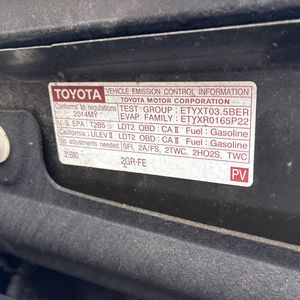 TOYOTA VEHICLE EMISSION CONTROL INFORMATION
TOYOTA MOTOR CORPORATION
Conforms to regulations: TEST GROUP : ETYXT03.5BER
2014MY EVAP. FAMILY : ETYXR0165P22
U.S. EPA : T2B5 LDT2 OBD : CA II Fuel : Gasoline
California : ULEV II LDT2 OBD : CA II Fuel : Gasoline
No adjustments needed. SFI, 2A/FS, 2TWC, 2HO2S, TWC
2GR-FE PV